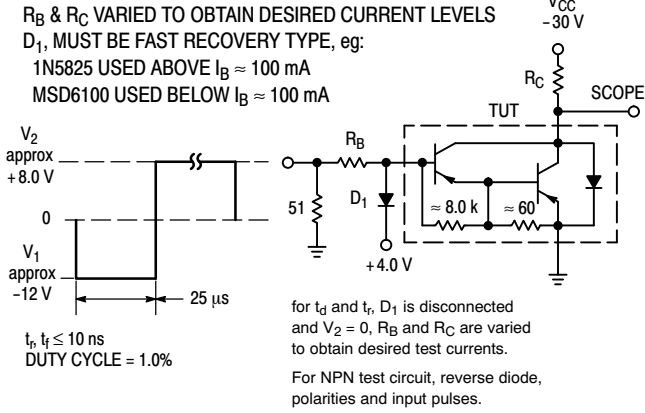 R_B & R_C VARIED TO OBTAIN DESIRED CURRENT LEVELS
D_1, MUST BE FAST RECOVERY TYPE, eg:
1N5825 USED ABOVE I_B ≈ 100 mA
MSD6100 USED BELOW I_B ≈ 100 mA
V_CC
-30 V
R_C
SCOPE
TUT
V_2
approx
+8.0 V
0
V_1
approx
-12 V
25 μs
t_r, t_f ≤ 10 ns
DUTY CYCLE = 1.0%
R_B
51
D_1
+4.0 V
≈ 8.0 k
≈ 60
for t_d and t_r, D_1 is disconnected
and V_2 = 0, R_B and R_C are varied
to obtain desired test currents.
For NPN test circuit, reverse diode,
polarities and input pulses.